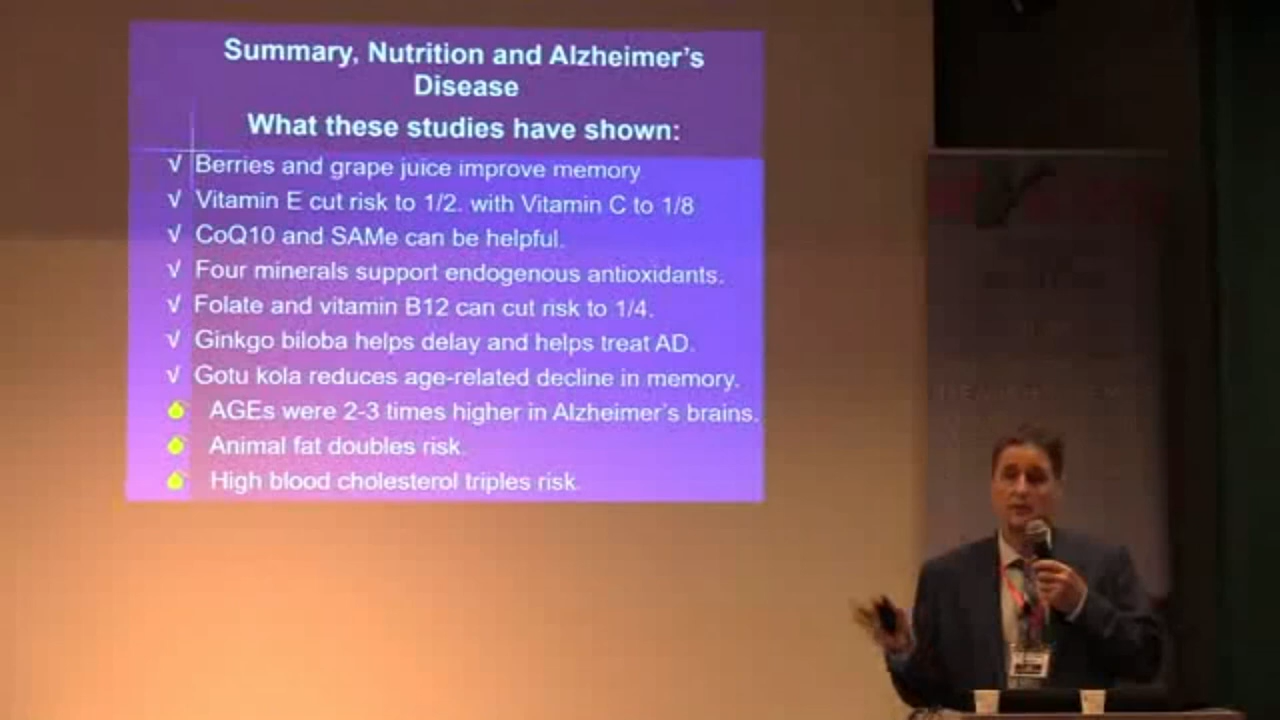 Summary, Nutrition and Alzheimer's
Disease
What these studies have shown:
√ Berries and grape juice improve memory
√ Vitamin E cut risk to 1/2. with Vitamin C to 1/8
√ CoQ10 and SAMe can be helpful.
√ Four minerals support endogenous antioxidants.
√ Folate and vitamin B12 can cut risk to 1/4.
√ Ginkgo biloba helps delay and helps treat AD.
√ Gotu kola reduces age-related decline in memory.
AGEs were 2-3 times higher in Alzheimer's brains.
Animal fat doubles risk.
High blood cholesterol triples risk.